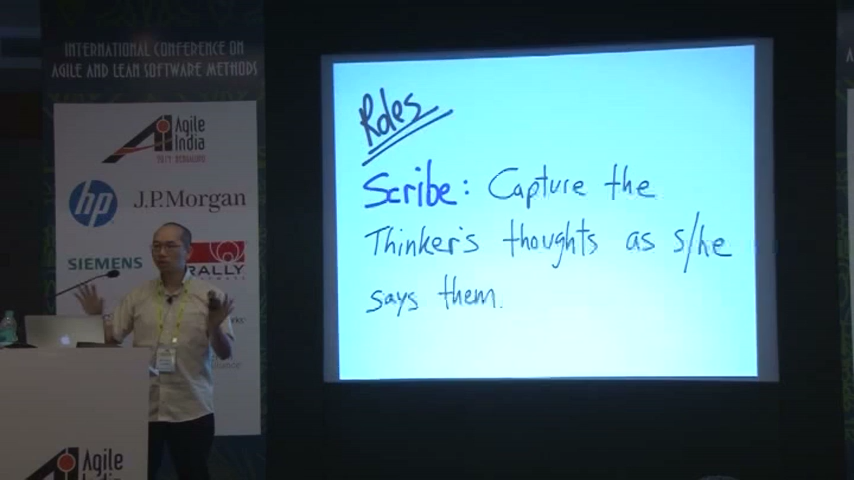 INTERNATIONAL CONFERENCE ON
AGILE AND LEAN SOFTWARE METHODS
Agile
India
hp
J.P.Morgan
SIEMENS
RALLY
Roles
Scribe: Capture the
Thinker's thoughts as s/he
says them.
Agile